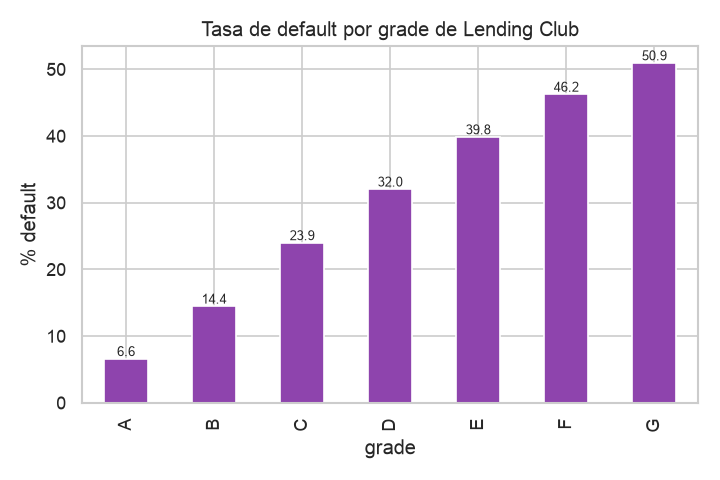 Tasa de default por grade de Lending Club
% default
50
40
30
20
10
0
6.6
14.4
23.9
32.0
39.8
46.2
50.9
A
B
C
D
E
F
G
grade